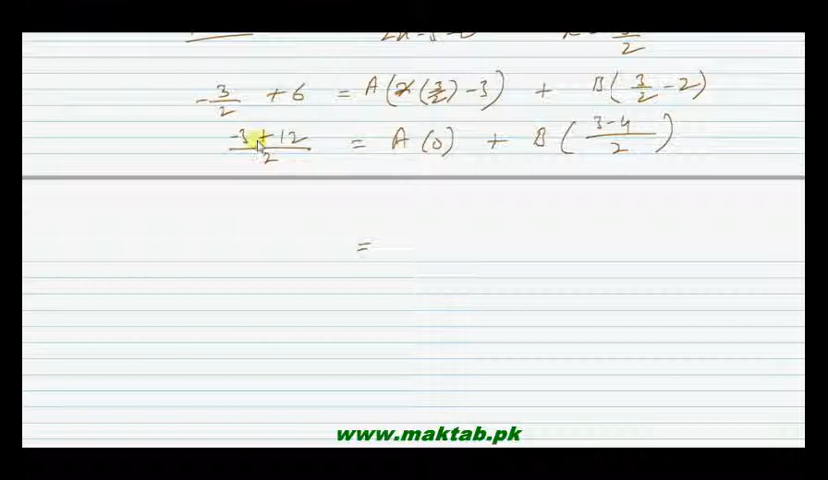 -3/2 + 6 = A(2(3/2) -3) + B(3/2 -2)
-3+12/2 = A(0) + B(3-4/2)
=
www.maktab.pk